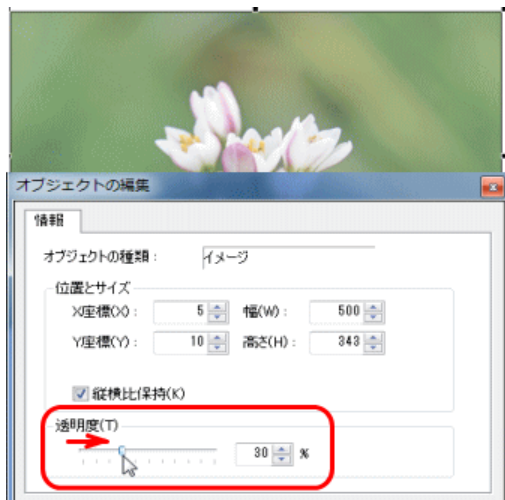 オブジェクトの編集
情報
オブジェクトの種類 : イメージ
位置とサイズ
X座標(X) : 5 幅(W) : 500
Y座標(Y) : 10 高さ(H) : 343
縦横比保持(K)
透明度(T)
30 %